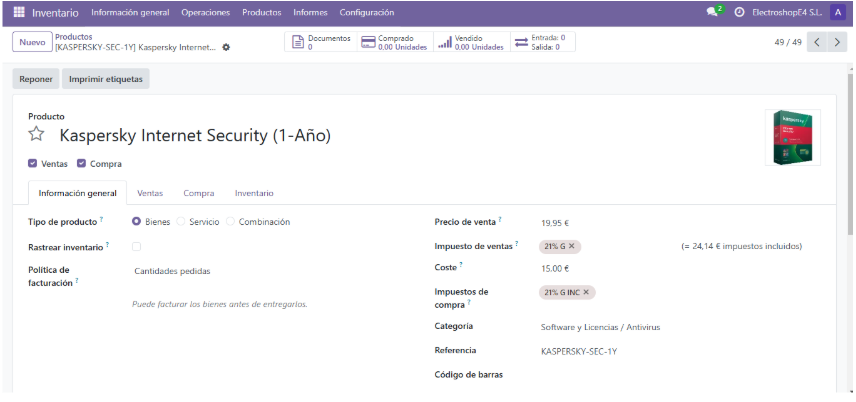 Inventario Información general Operaciones Productos Informes Configuración 2 ElectroshopE4 S.L. A
Nuevo Productos
[KASPERSKY-SEC-1Y] Kaspersky Internet...
Documentos 0
Comprado 0,00 Unidades
Vendido 0,00 Unidades
Entrada: 0
Salida: 0
49 / 49
Reponer Imprimir etiquetas
Producto
Kaspersky Internet Security (1-Año)
Ventas Compra
Información general Ventas Compra Inventario
Tipo de producto ? Bienes Servicio Combinación
Rastrear inventario ?
Política de facturación ? Cantidades pedidas
Puede facturar los bienes antes de entregarlos.
Precio de venta ? 19,95 €
Impuesto de ventas ? 21% G × (= 24,14 € impuestos incluidos)
Coste ? 15,00 €
Impuestos de compra ? 21% G INC ×
Categoría Software y Licencias / Antivirus
Referencia KASPERSKY-SEC-1Y
Código de barras